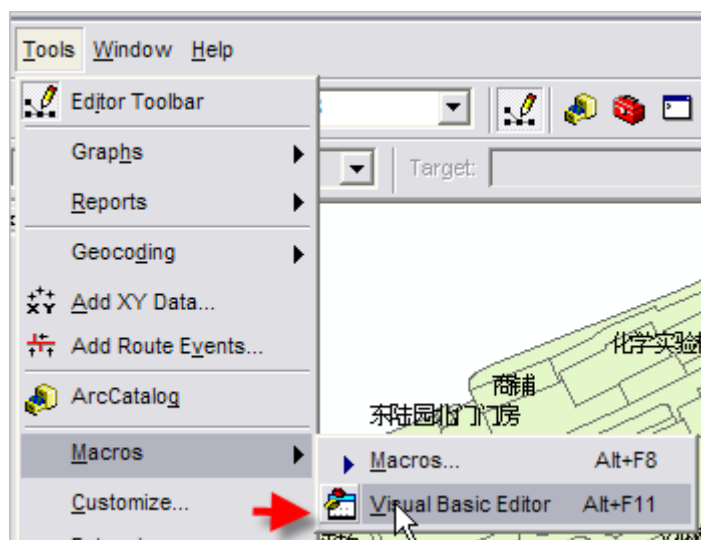 Tools Window Help
Editor Toolbar
Graphs
Target:
Reports
Geocoding
Add XY Data...
Add Route Events...
化学实验
ArcCatalog
商铺
东陆园北门门房
Macros
Macros... Alt+F8
Customize...
Visual Basic Editor Alt+F11